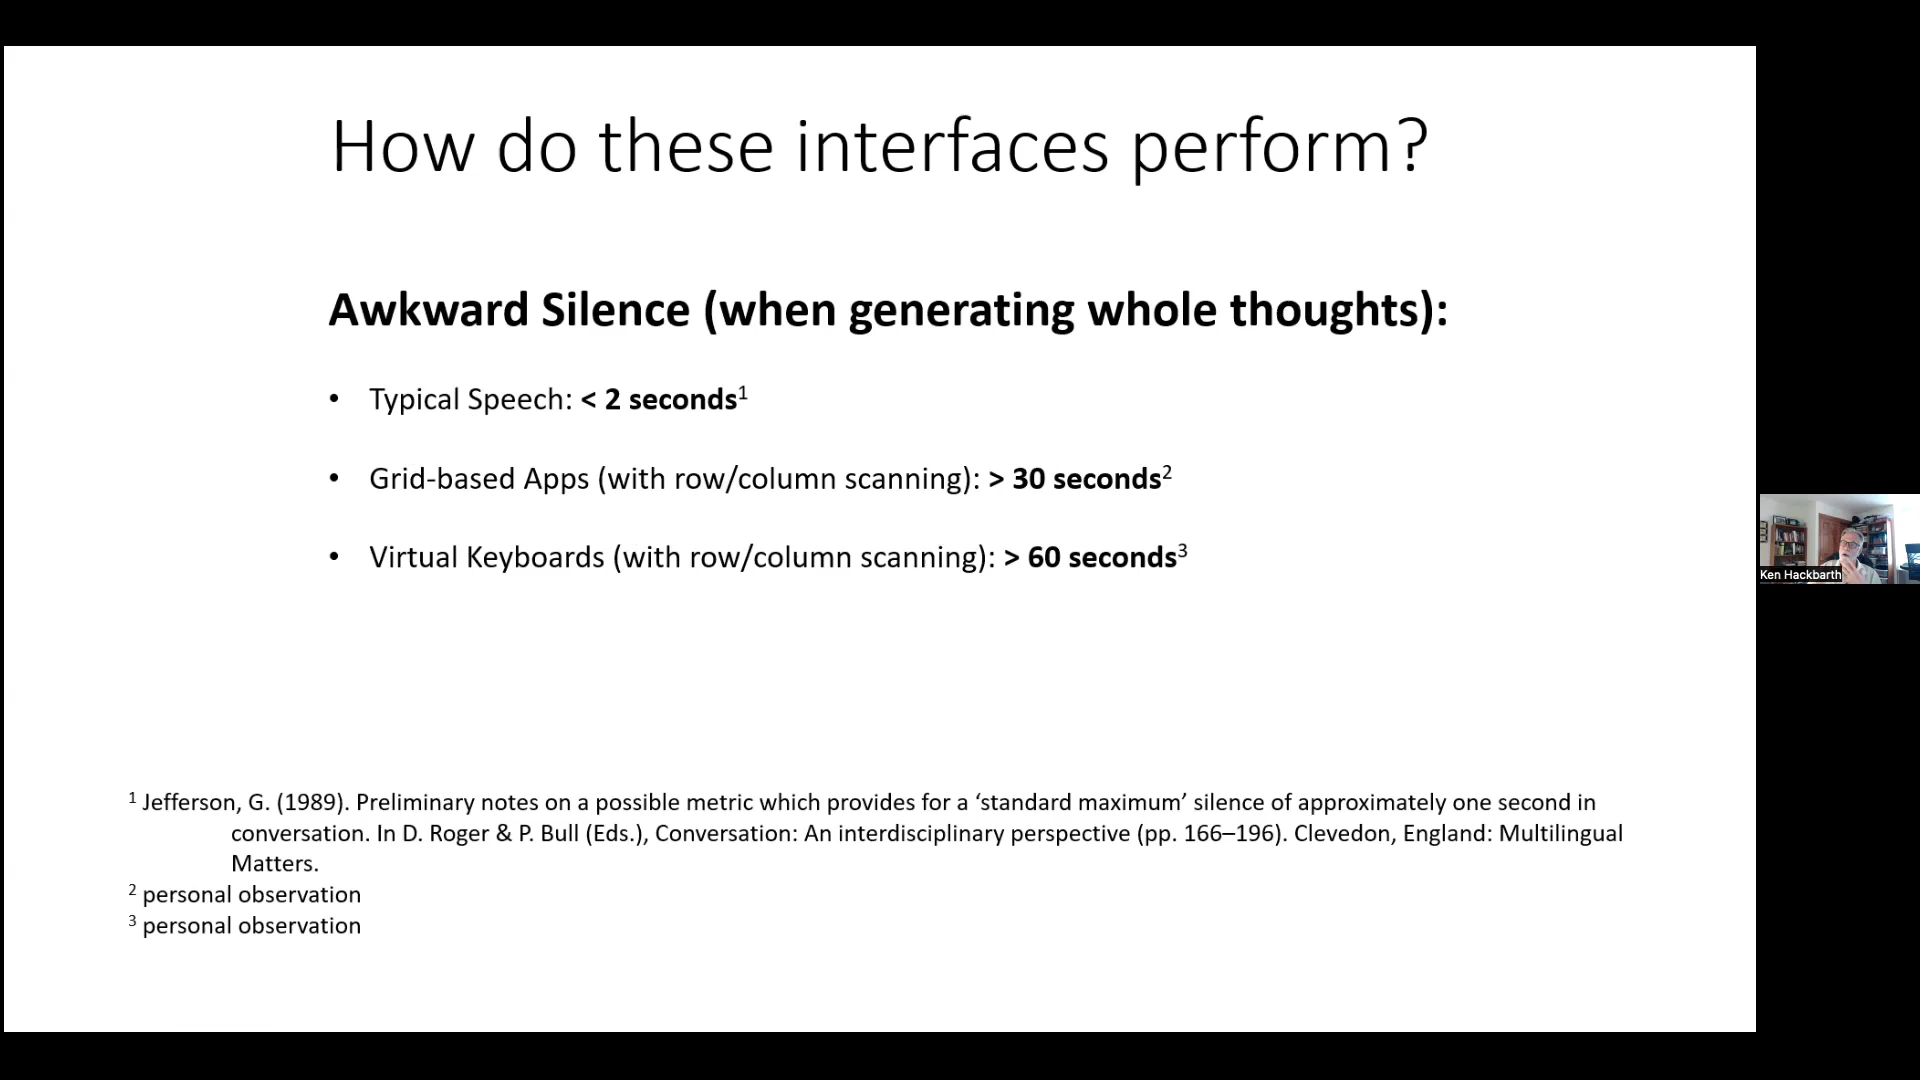 How do these interfaces perform?
Awkward Silence (when generating whole thoughts):
• Typical Speech: < 2 seconds¹
• Grid-based Apps (with row/column scanning): > 30 seconds²
• Virtual Keyboards (with row/column scanning): > 60 seconds³
Ken Hackbarth
¹ Jefferson, G. (1989). Preliminary notes on a possible metric which provides for a ‘standard maximum’ silence of approximately one second in
conversation. In D. Roger & P. Bull (Eds.), Conversation: An interdisciplinary perspective (pp. 166–196). Clevedon, England: Multilingual
Matters.
² personal observation
³ personal observation